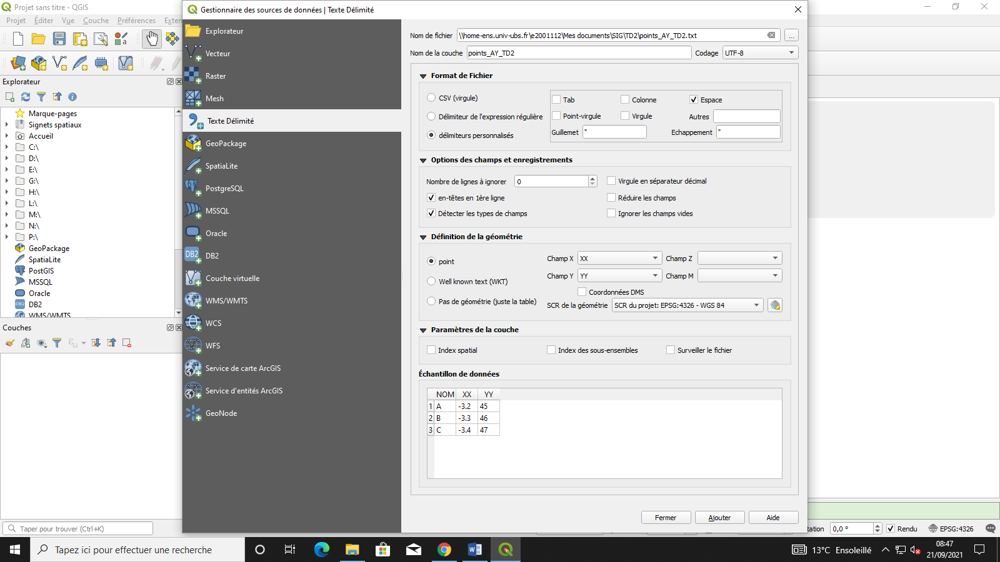 Projet sans titre - QGIS
Projet Éditer Vue Couche Préférences Exten
Explorateur
Marque-pages
Signets spatiaux
Accueil
C:\
D:\
E:\
G:\
H:\
L:\
M:\
N:\
P:\
GeoPackage
SpatiaLite
PostGIS
MSSQL
Oracle
DB2
WMS/WMTS
Couches
Taper pour trouver (Ctrl+K)
Gestionnaire des sources de données | Texte Délimité
Explorateur
Vecteur
Raster
Mesh
Texte Délimité
GeoPackage
SpatiaLite
PostgreSQL
MSSQL
Oracle
DB2
Couche virtuelle
WMS/WMTS
WCS
WFS
Service de carte ArcGIS
Service d'entités ArcGIS
GeoNode
Nom de fichier \\home-ens.univ-ubs.fr\e2001112\Mes documents\SIG\TD2\points_AY_TD2.txt ...
Nom de la couche points_AY_TD2 Codage UTF-8
Format de Fichier
CSV (virgule) Tab Colonne Espace
Délimiteur de l'expression régulière Point-virgule Virgule Autres
délimiteurs personnalisés Guillemet " Echappement "
Options des champs et enregistrements
Nombre de lignes à ignorer 0 Virgule en séparateur décimal
en-têtes en 1ère ligne Réduire les champs
Détecter les types de champs Ignorer les champs vides
Définition de la géométrie
point Champ X XX Champ Z
Champ Y YY Champ M
Well known text (WKT)
Coordonnées DMS
Pas de géométrie (juste la table) SCR de la géométrie SCR du projet: EPSG:4326 - WGS 84
Paramètres de la couche
Index spatial Index des sous-ensembles Surveiller le fichier
Échantillon de données
NOM XX YY
1 A -3.2 45
2 B -3.3 46
3 C -3.4 47
Fermer Ajouter Aide
tation 0,0 ° Rendu EPSG:4326
Tapez ici pour effectuer une recherche
DB2
DB2
13°C Ensoleillé
08:47
21/09/2021